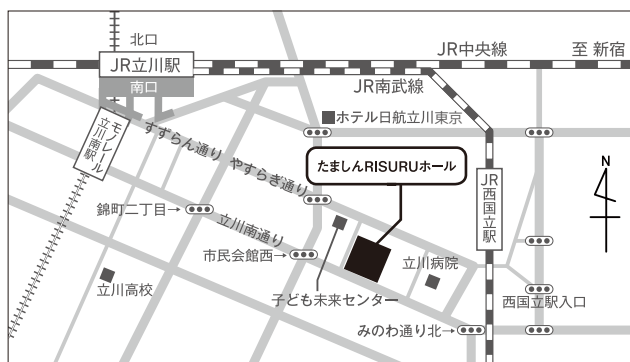 北口
JR中央線
至 新宿
JR立川駅
南口
JR南武線
モノレール
立川南駅
ホテル日航立川東京
すずらん通り
やすらぎ通り
たましんRISURUホール
N
JR西国立駅
錦町二丁目→
立川南通り
市民会館西→
立川病院
立川高校
子ども未来センター
西国立駅入口
みのわ通り北→